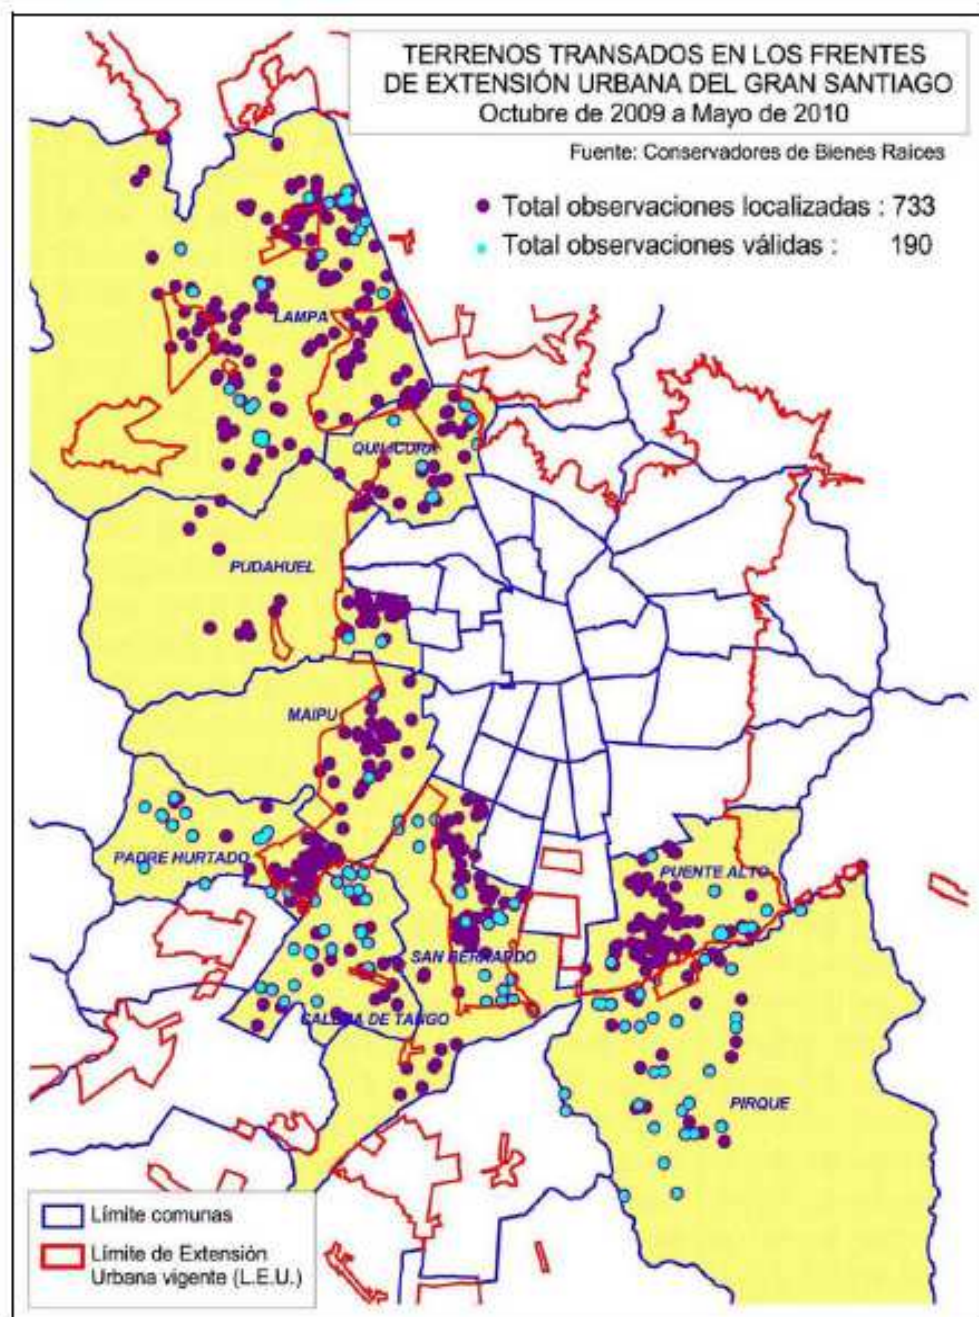 TERRENOS TRANSADOS EN LOS FRENTES
DE EXTENSIÓN URBANA DEL GRAN SANTIAGO
Octubre de 2009 a Mayo de 2010
Fuente: Conservadores de Bienes Raíces
Total observaciones localizadas : 733
Total observaciones válidas : 190
LAMPA
QUILICURA
PUDAHUEL
MAIPU
PADRE HURTADO
PUENTE ALTO
SAN BERNARDO
CALERA DE TANGO
PIRQUE
Límite comunas
Límite de Extensión
Urbana vigente (L.E.U.)